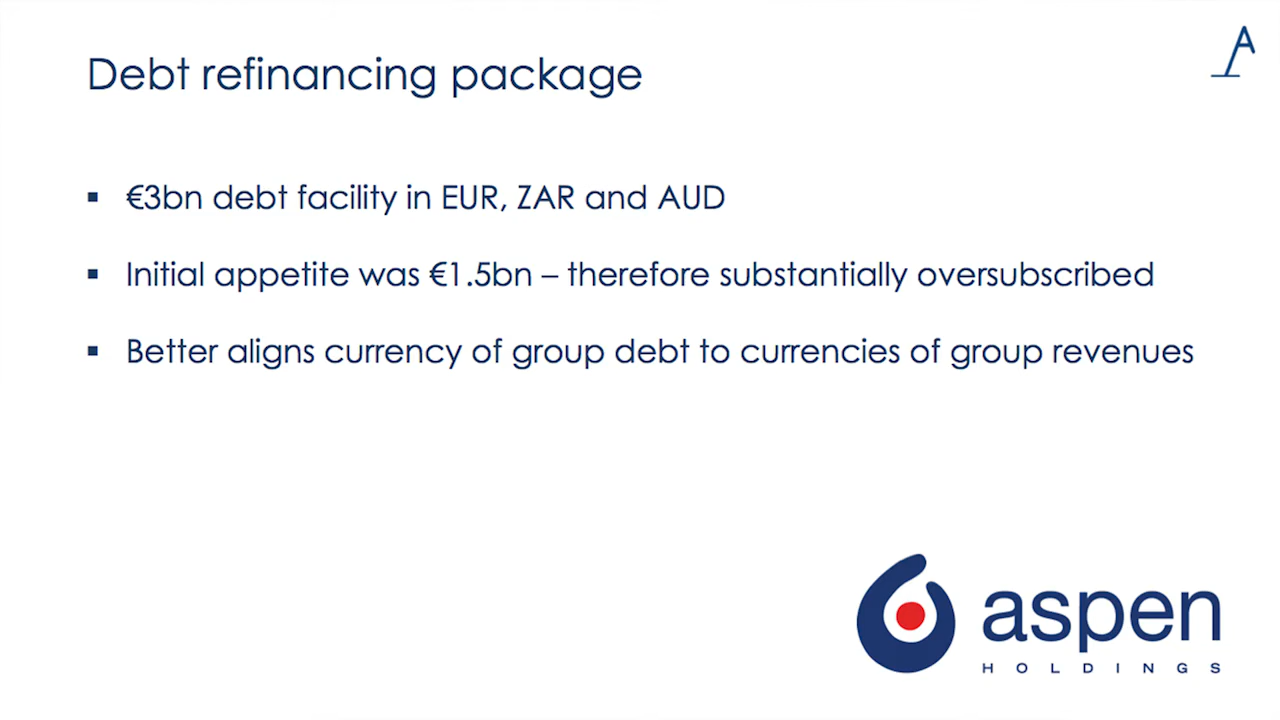 Debt refinancing package
▪ €3bn debt facility in EUR, ZAR and AUD
▪ Initial appetite was €1.5bn – therefore substantially oversubscribed
▪ Better aligns currency of group debt to currencies of group revenues
A
aspen
HOLDINGS